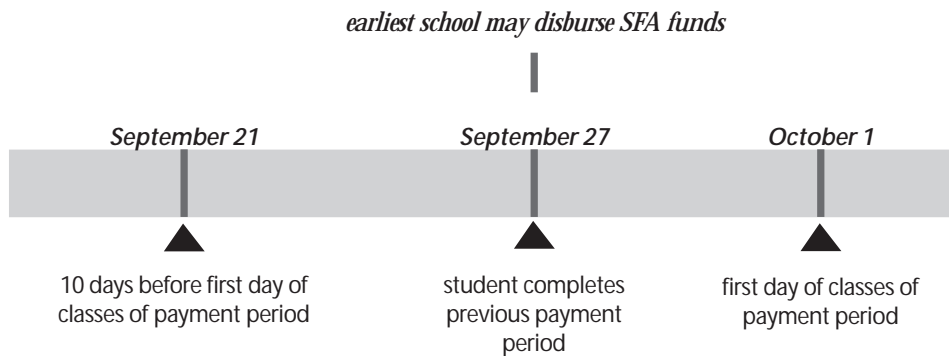 earliest school may disburse SFA funds
September 21
September 27
October 1
10 days before first day of
classes of payment period
student completes
previous payment
period
first day of classes of
payment period